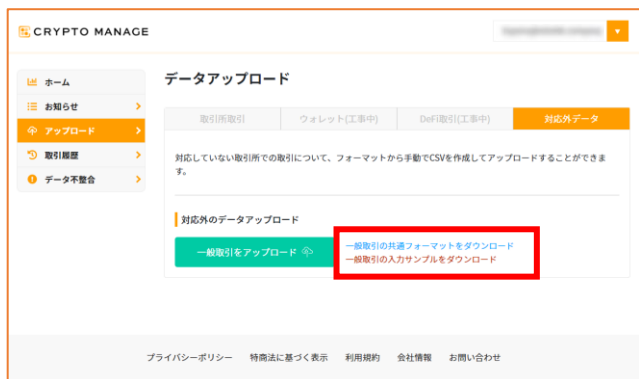 CRYPTO MANAGE
ホーム
お知らせ
アップロード
取引履歴
データ不整合
データアップロード
取引所取引
ウォレット(工事中)
DeFi取引(工事中)
対応外データ
対応していない取引所での取引について、フォーマットから手動でCSVを作成してアップロードすることができま
す。
対応外のデータアップロード
一般取引をアップロード
一般取引の共通フォーマットをダウンロード
一般取引の入力サンプルをダウンロード
プライバシーポリシー 特商法に基づく表示 利用規約 会社情報 お問い合わせ